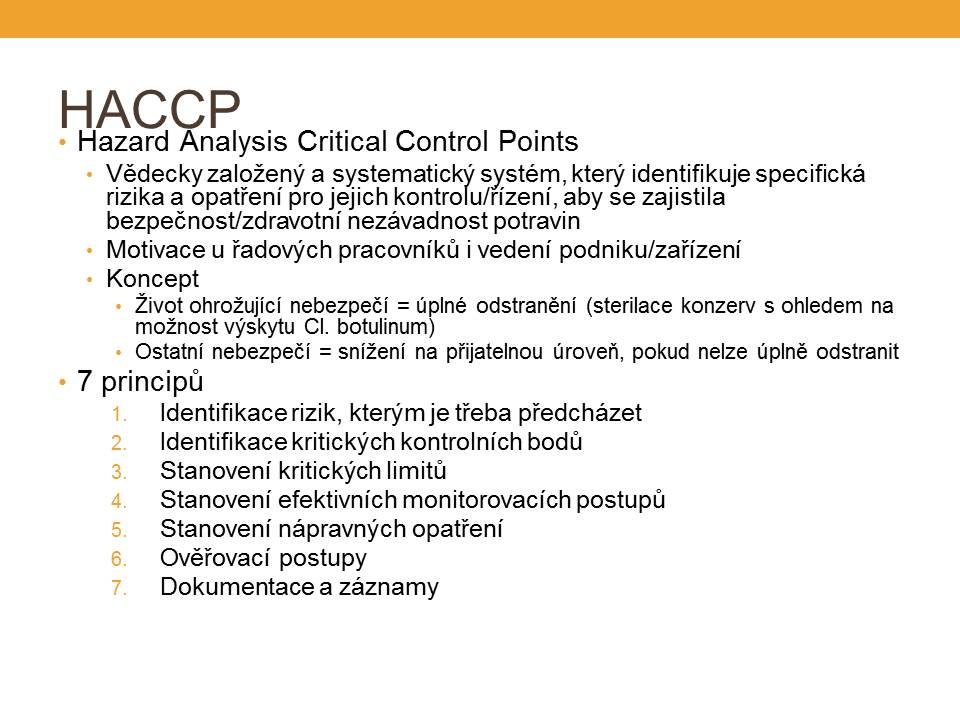 HACCP
• Hazard Analysis Critical Control Points
• Vědecky založený a systematický systém, který identifikuje specifická
rizika a opatření pro jejich kontrolu/řízení, aby se zajistila
bezpečnost/zdravotní nezávadnost potravin
• Motivace u řadových pracovníků i vedení podniku/zařízení
• Koncept
• Život ohrožující nebezpečí = úplné odstranění (sterilace konzerv s ohledem na
možnost výskytu Cl. botulinum)
• Ostatní nebezpečí = snížení na přijatelnou úroveň, pokud nelze úplně odstranit
• 7 principů
1. Identifikace rizik, kterým je třeba předcházet
2. Identifikace kritických kontrolních bodů
3. Stanovení kritických limitů
4. Stanovení efektivních monitorovacích postupů
5. Stanovení nápravných opatření
6. Ověřovací postupy
7. Dokumentace a záznamy